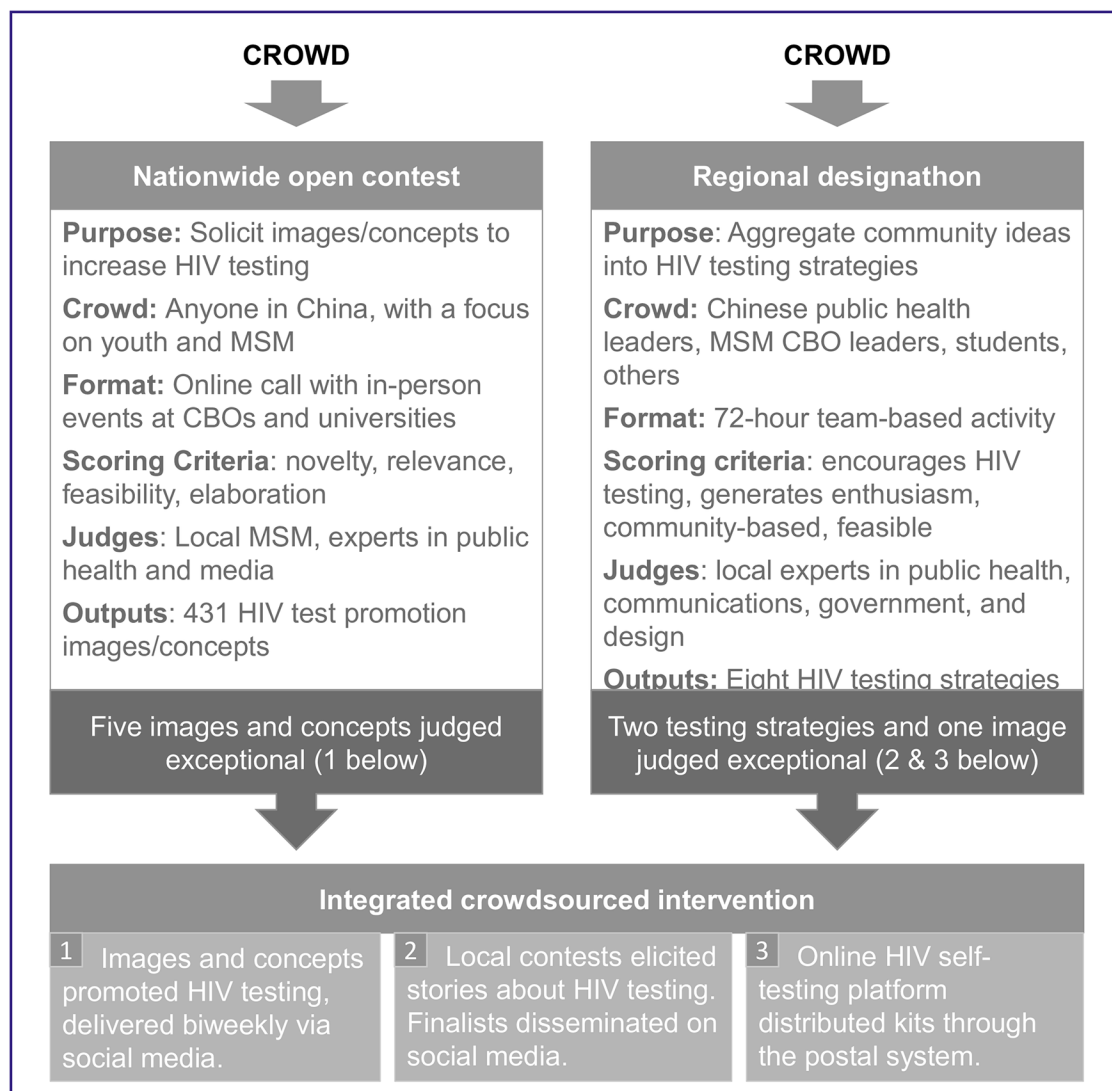 CROWD
Nationwide open contest
Purpose: Solicit images/concepts to
increase HIV testing
Crowd: Anyone in China, with a focus
on youth and MSM
Format: Online call with in-person
events at CBOs and universities
Scoring Criteria: novelty, relevance,
feasibility, elaboration
Judges: Local MSM, experts in public
health and media
Outputs: 431 HIV test promotion
images/concepts
Five images and concepts judged
exceptional (1 below)
CROWD
Regional designathon
Purpose: Aggregate community ideas
into HIV testing strategies
Crowd: Chinese public health
leaders, MSM CBO leaders, students,
others
Format: 72-hour team-based activity
Scoring criteria: encourages HIV
testing, generates enthusiasm,
community-based, feasible
Judges: local experts in public health,
communications, government, and
design
Outputs: Eight HIV testing strategies
Two testing strategies and one image
judged exceptional (2 & 3 below)
Integrated crowdsourced intervention
1 Images and concepts
promoted HIV testing,
delivered biweekly via
social media.
2 Local contests elicited
stories about HIV testing.
Finalists disseminated on
social media.
3 Online HIV self-
testing platform
distributed kits through
the postal system.